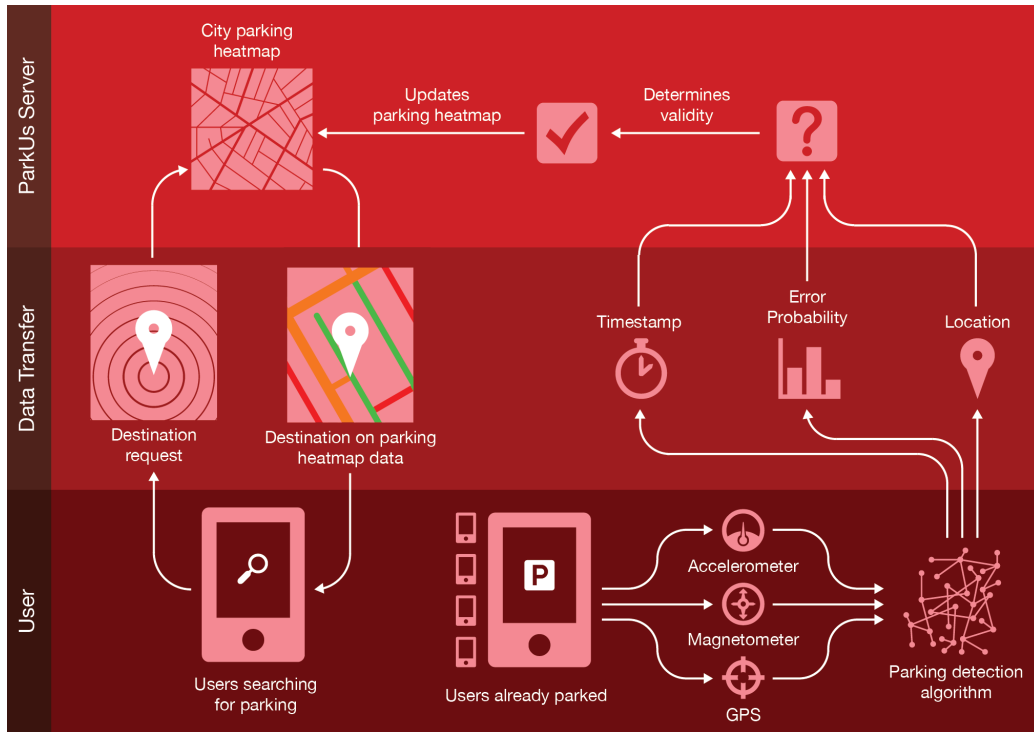 ParkUs Server
City parking
heatmap
Updates
parking heatmap
Determines
validity
?
Data Transfer
Destination
request
Destination on parking
heatmap data
Timestamp
Error
Probability
Location
User
Users searching
for parking
P
Users already parked
Accelerometer
Magnetometer
GPS
Parking detection
algorithm